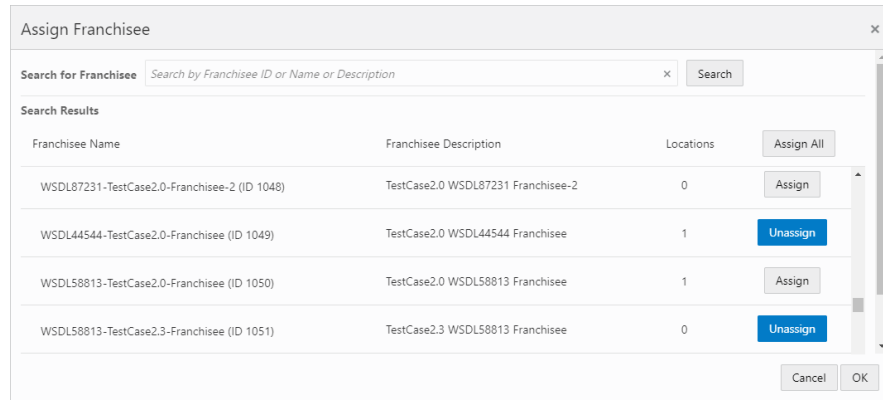 Assign Franchisee ×
Search for Franchisee Search by Franchisee ID or Name or Description × Search
Search Results
Franchisee Name Franchisee Description Locations Assign All
WSDL87231-TestCase2.0-Franchisee-2 (ID 1048) TestCase2.0 WSDL87231 Franchisee-2 0 Assign
WSDL44544-TestCase2.0-Franchisee (ID 1049) TestCase2.0 WSDL44544 Franchisee 1 Unassign
WSDL58813-TestCase2.0-Franchisee (ID 1050) TestCase2.0 WSDL58813 Franchisee 1 Assign
WSDL58813-TestCase2.3-Franchisee (ID 1051) TestCase2.3 WSDL58813 Franchisee 0 Unassign
Cancel OK